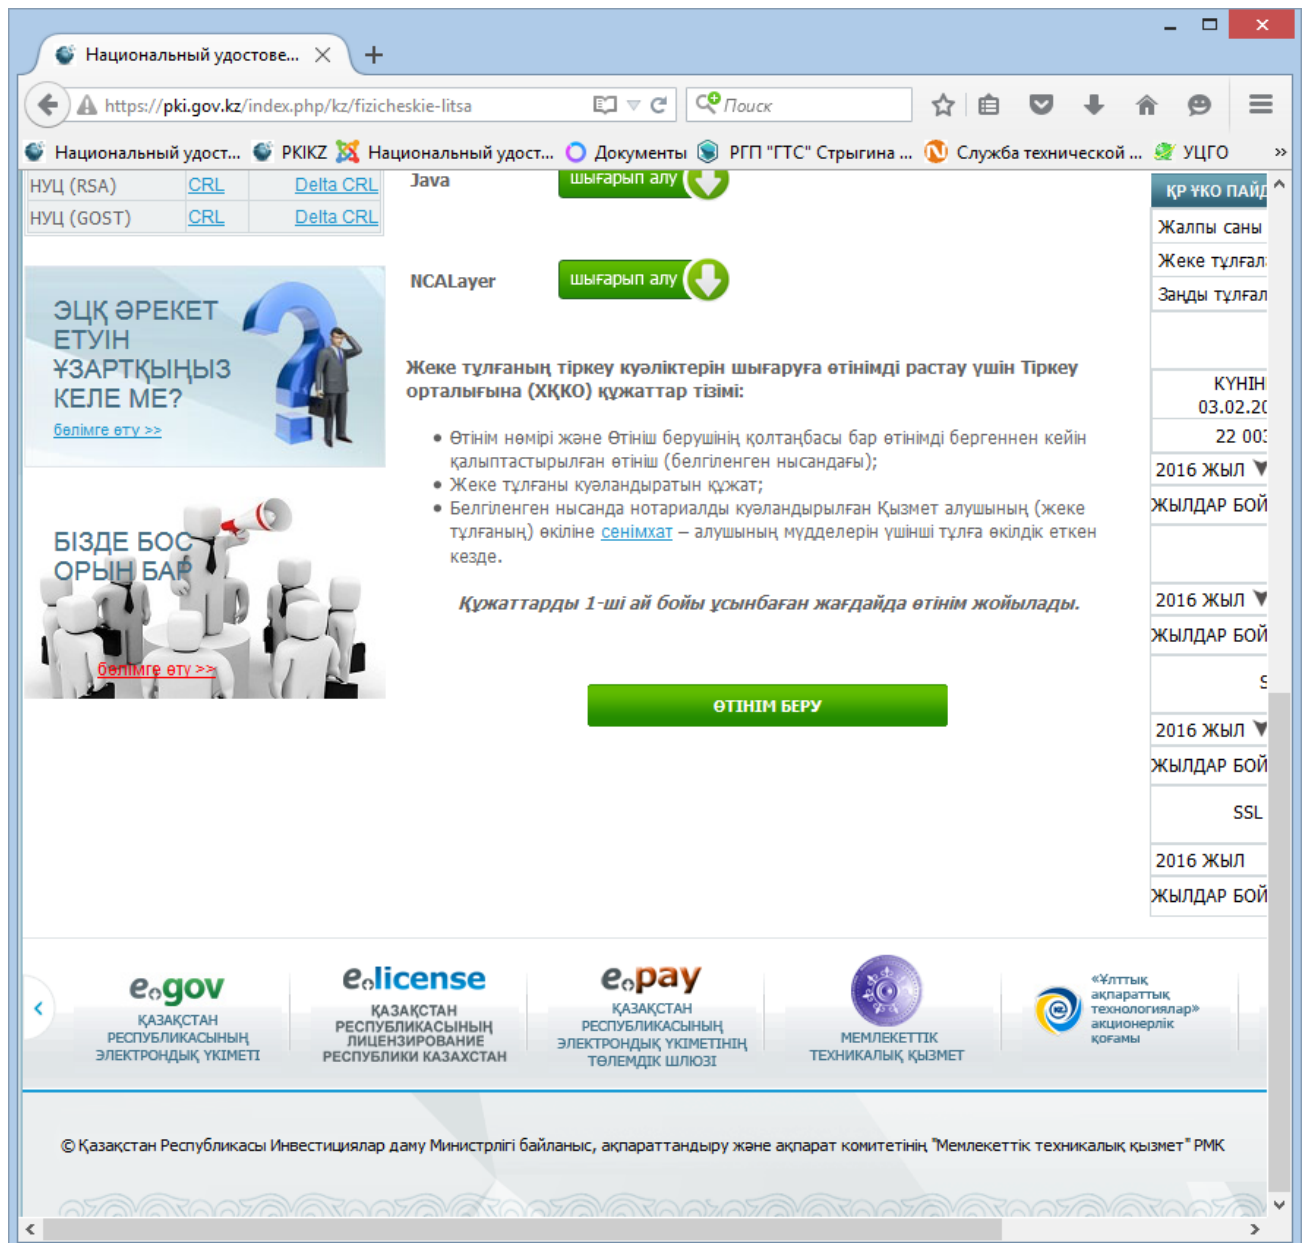 Национальный удостове...
https://pki.gov.kz/index.php/kz/fizicheskie-litsa
Поиск
Национальный удост... PKIKZ Национальный удост... Документы РГП "ГТС" Стрыгина ... Служба технической ... УЦГО »
НУЦ (RSA) CRL Delta CRL
НУЦ (GOST) CRL Delta CRL
ЭЦҚ ӘРЕКЕТ
ЕТУІН
ҰЗАРТҚЫҢЫЗ
КЕЛЕ МЕ?
бөлімге өту >>
БІЗДЕ БОС
ОРЫН БАР
бөлімге өту >>
Java шығарып алу
NCALayer шығарып алу
Жеке тұлғаның тіркеу куәліктерін шығаруға өтінімді растау үшін Тіркеу
орталығына (ХҚКО) құжаттар тізімі:
• Өтінім нөмірі және Өтініш берушінің қолтаңбасы бар өтінімді бергеннен кейін
қалыптастырылған өтініш (белгіленген нысандағы);
• Жеке тұлғаны куәландыратын құжат;
• Белгіленген нысанда нотариалды куәландырылған Қызмет алушының (жеке
тұлғаның) өкіліне сенімхат – алушының мүдделерін үшінші тұлға өкілдік еткен
кезде.
Құжаттарды 1-ші ай бойы ұсынбаған жағдайда өтінім жойылады.
ӨТІНІМ БЕРУ
ҚР ҰКО ПАЙД
Жалпы саны
Жеке тұлғал
Заңды тұлғал
КҮНІН
03.02.20
22 003
2016 ЖЫЛ
ЖЫЛДАР БОЙ
2016 ЖЫЛ
ЖЫЛДАР БОЙ
S
2016 ЖЫЛ
ЖЫЛДАР БОЙ
SSL
2016 ЖЫЛ
ЖЫЛДАР БОЙ
e.gov
ҚАЗАҚСТАН
РЕСПУБЛИКАСЫНЫҢ
ЭЛЕКТРОНДЫҚ ҮКІМЕТІ
e.license
ҚАЗАҚСТАН
РЕСПУБЛИКАСЫНЫҢ
ЛИЦЕНЗИРОВАНИЕ
РЕСПУБЛИКИ КАЗАХСТАН
e.pay
ҚАЗАҚСТАН
РЕСПУБЛИКАСЫНЫҢ
ЭЛЕКТРОНДЫҚ ҮКІМЕТІНІҢ
ТӨЛЕМДІК ШЛЮЗІ
МЕМЛЕКЕТТІК
ТЕХНИКАЛЫҚ ҚЫЗМЕТ
«Ұлттық
ақпараттық
технологиялар»
акционерлік
қоғамы
© Қазақстан Республикасы Инвестициялар даму Министрлігі байланыс, ақпараттандыру және ақпарат комитетінің "Мемлекеттік техникалық қызмет" РМК